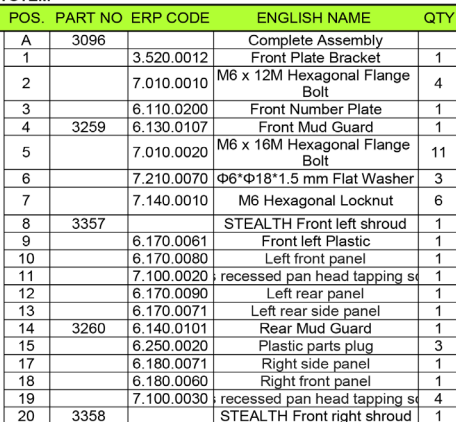 POS. PART NO ERP CODE ENGLISH NAME QTY
A 3096 Complete Assembly
1 3.520.0012 Front Plate Bracket 1
2 7.010.0010 M6 x 12M Hexagonal Flange Bolt 4
3 6.110.0200 Front Number Plate 1
4 3259 6.130.0107 Front Mud Guard 1
5 7.010.0020 M6 x 16M Hexagonal Flange Bolt 11
6 7.210.0070 Φ6*Φ18*1.5 mm Flat Washer 3
7 7.140.0010 M6 Hexagonal Locknut 6
8 3357 STEALTH Front left shroud 1
9 6.170.0061 Front left Plastic 1
10 6.170.0080 Left front panel 1
11 7.100.0020 recessed pan head tapping 1
12 6.170.0090 Left rear panel 1
13 6.170.0071 Left rear side panel 1
14 3260 6.140.0101 Rear Mud Guard 1
15 6.250.0020 Plastic parts plug 3
17 6.180.0071 Right side panel 1
18 6.180.0060 Right front panel 1
19 7.100.0030 recessed pan head tapping 4
20 3358 STEALTH Front right shroud 1